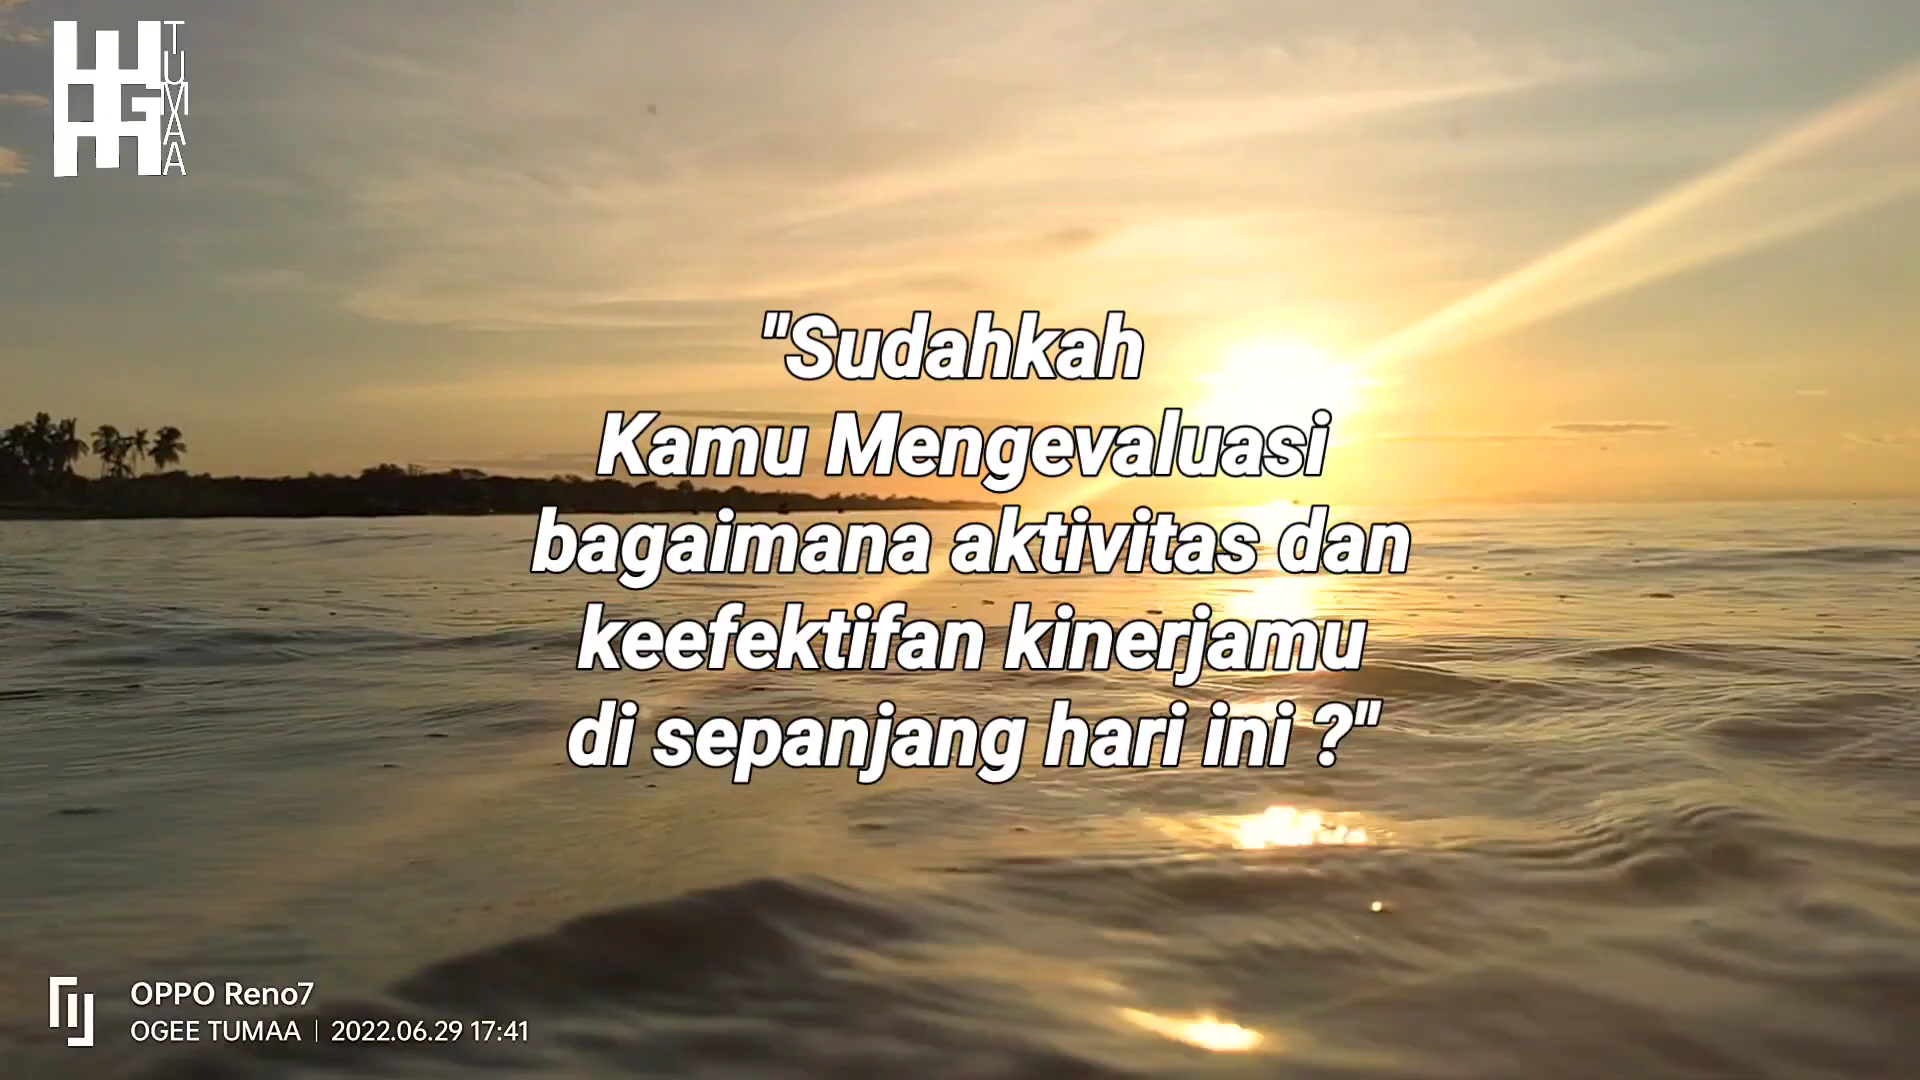 TUMAA
"Sudahkah
Kamu Mengevaluasi
bagaimana aktivitas dan
keefektifan kinerjamu
di sepanjang hari ini ?"
OPPO Reno7
OGEE TUMAA | 2022.06.29 17:41